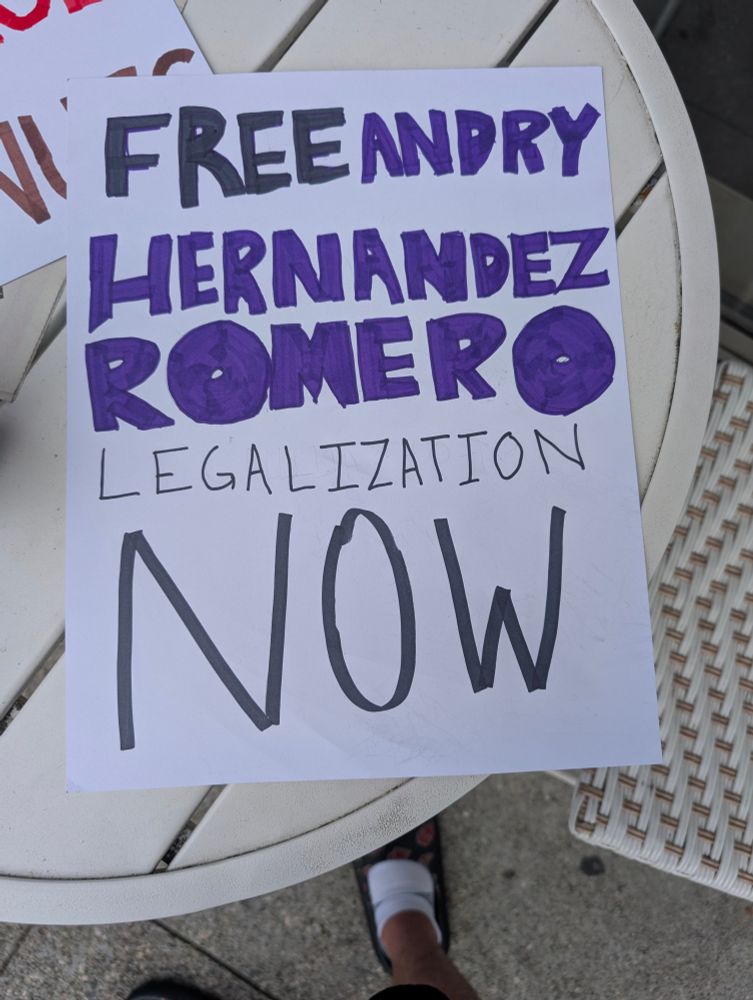 FREE ANDRY
HERNANDEZ
ROMERO
LEGALIZATION
NOW